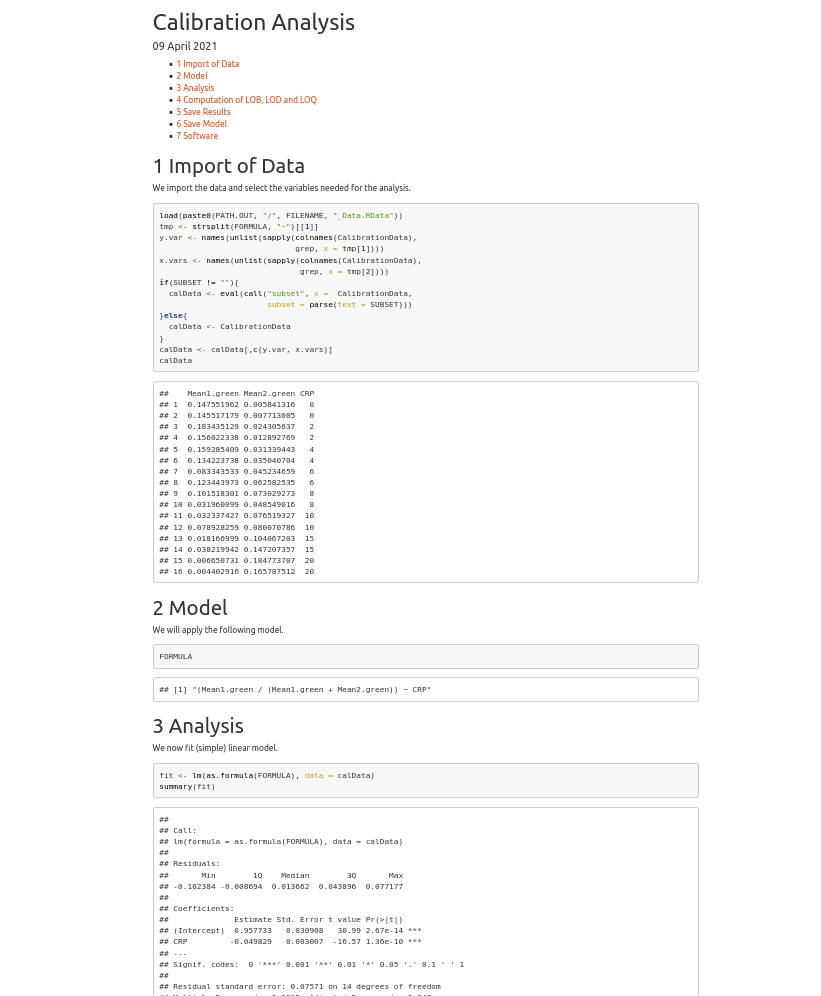 Calibration Analysis
09 April 2021
• 1 Import of Data
• 2 Model
• 3 Analysis
• 4 Computation of LOB, LOD and LOQ
• 5 Save Results
• 6 Save Model
• 7 Software
1 Import of Data
We import the data and select the variables needed for the analysis.
load(paste0(PATH.OUT, "/", FILENAME, "_Data.RData"))
tmp <- strsplit(FORMULA, "~")[[1]]
y.var <- names(unlist(sapply(colnames(CalibrationData),
                             grep, x = tmp[1])))
x.vars <- names(unlist(sapply(colnames(CalibrationData),
                              grep, x = tmp[2])))
if(SUBSET != ""){
  calData <- eval(call("subset", x =  CalibrationData,
                       subset = parse(text = SUBSET)))
}else{
  calData <- CalibrationData
}
calData <- calData[,c(y.var, x.vars)]
calData
##    Mean1.green Mean2.green CRP
## 1  0.147551962 0.005841316   0
## 2  0.145517179 0.007713005   0
## 3  0.183435129 0.024305637   2
## 4  0.156022338 0.012892769   2
## 5  0.159285409 0.031339443   4
## 6  0.134223738 0.035040704   4
## 7  0.083343533 0.045234659   6
## 8  0.123443973 0.062582535   6
## 9  0.101518301 0.073029273   8
## 10 0.031960099 0.048549016   8
## 11 0.032337427 0.076519327  10
## 12 0.078928259 0.080070786  10
## 13 0.018166999 0.104067203  15
## 14 0.038219942 0.147207357  15
## 15 0.006650731 0.184773707  20
## 16 0.004402916 0.165787512  20
2 Model
We will apply the following model.
FORMULA
## [1] "(Mean1.green / (Mean1.green + Mean2.green)) ~ CRP"
3 Analysis
We now fit (simple) linear model.
fit <- lm(as.formula(FORMULA), data = calData)
summary(fit)
##
## Call:
## lm(formula = as.formula(FORMULA), data = calData)
##
## Residuals:
##       Min        1Q    Median        3Q       Max
## -0.162384 -0.008694  0.013662  0.043896  0.077177
##
## Coefficients:
##              Estimate Std. Error t value Pr(>|t|)
## (Intercept)  0.957733   0.030908   30.99 2.67e-14 ***
## CRP         -0.049829   0.003007  -16.57 1.36e-10 ***
## ---
## Signif. codes:  0 '***' 0.001 '**' 0.01 '*' 0.05 '.' 0.1 ' ' 1
##
## Residual standard error: 0.07571 on 14 degrees of freedom